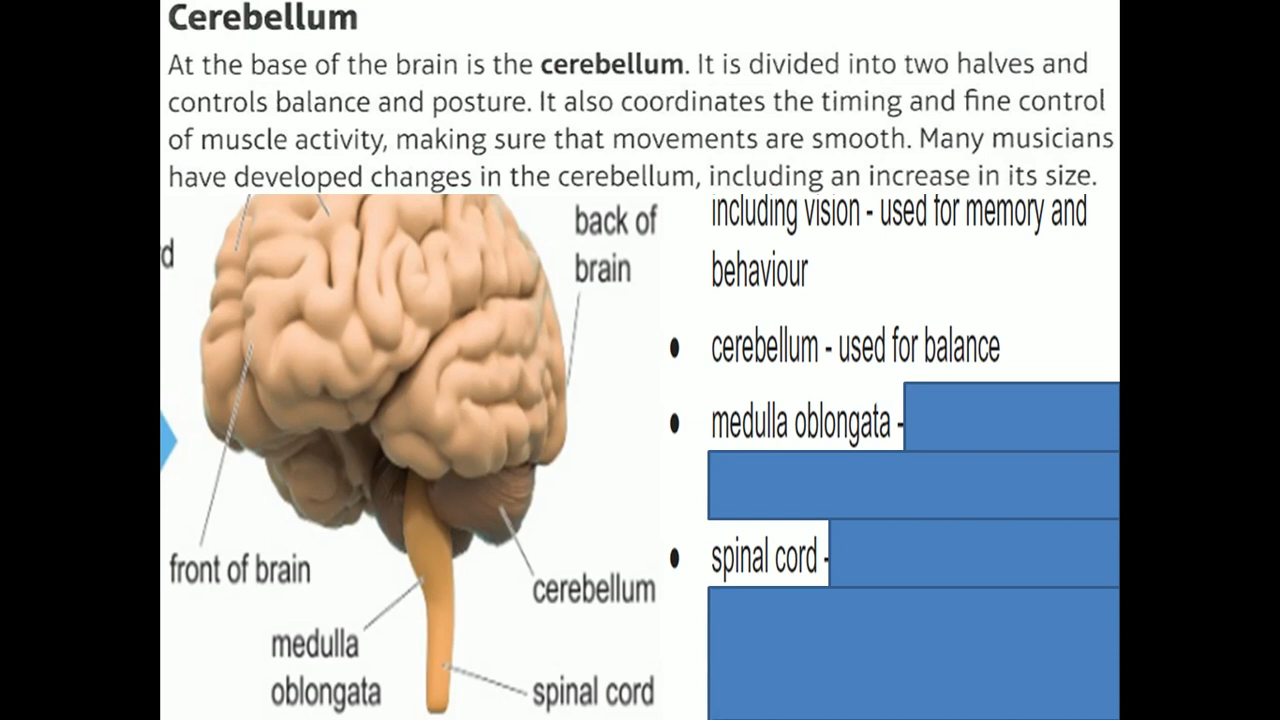 Cerebellum
At the base of the brain is the cerebellum. It is divided into two halves and
controls balance and posture. It also coordinates the timing and fine control
of muscle activity, making sure that movements are smooth. Many musicians
have developed changes in the cerebellum, including an increase in its size.
d
back of
brain
front of brain
cerebellum
medulla
oblongata
spinal cord
including vision - used for memory and
behaviour
• cerebellum - used for balance
• medulla oblongata -
• spinal cord -